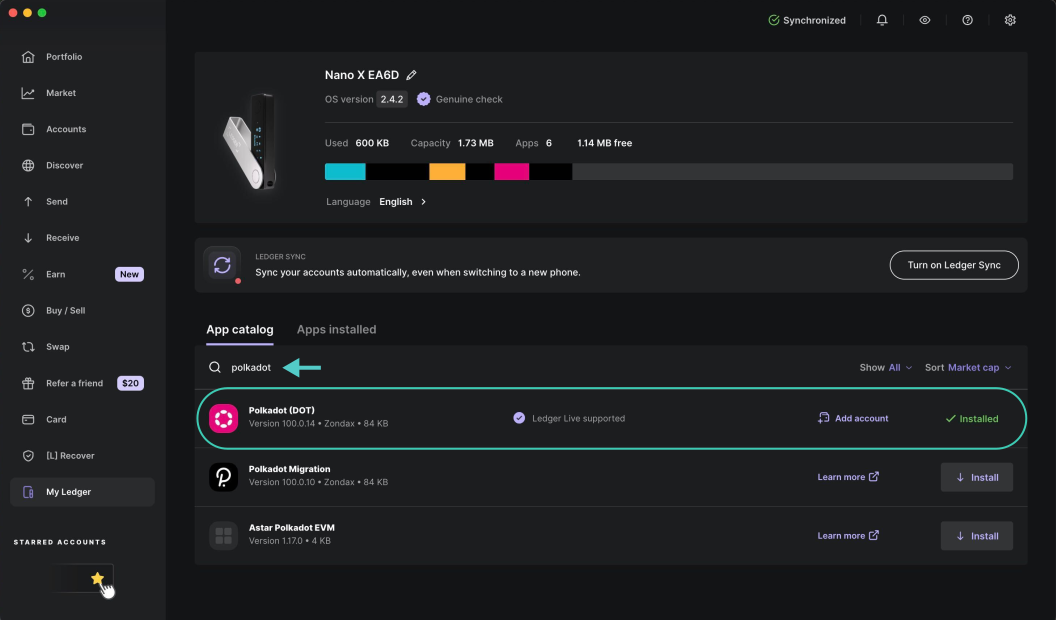 Synchronized
Portfolio
Market
Accounts
Discover
Send
Receive
Earn New
Buy / Sell
Swap
Refer a friend $20
Card
[L] Recover
My Ledger
STARRED ACCOUNTS
Nano X EA6D
OS version 2.4.2 Genuine check
Used 600 KB Capacity 1.73 MB Apps 6 1.14 MB free
Language English
LEDGER SYNC
Sync your accounts automatically, even when switching to a new phone.
Turn on Ledger Sync
App catalog Apps installed
polkadot Show All Sort Market cap
Polkadot (DOT)
Version 100.0.14 • Zondax • 84 KB
Ledger Live supported
Add account
Installed
Polkadot Migration
Version 100.0.10 • Zondax • 84 KB
Learn more
Install
Astar Polkadot EVM
Version 1.17.0 • 4 KB
Learn more
Install